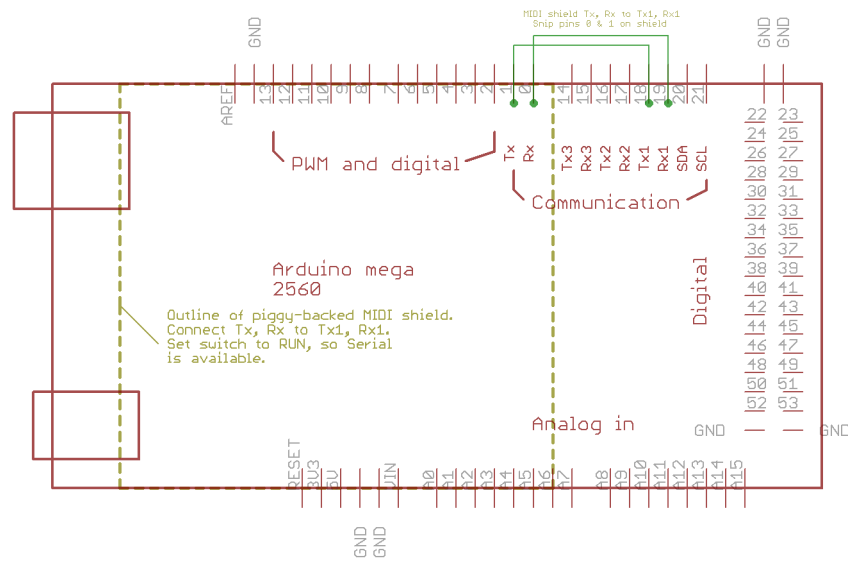 MIDI shield Tx, Rx to Tx1, Rx1
Snip pins 0 & 1 on shield
GND
GND
GND
AREF
13
12
11
10
9
8
7
6
5
4
3
2
1
0
14
15
16
17
18
19
20
21
Tx
Rx
Tx3
Rx3
Tx2
Rx2
Tx1
Rx1
SDA
SCL
PWM and digital
Communication
22 23
24 25
26 27
28 29
30 31
32 33
34 35
36 37
38 39
40 41
42 43
44 45
46 47
48 49
50 51
52 53
GND
GND
Digital
Arduino mega
2560
Outline of piggy-backed MIDI shield.
Connect Tx, Rx to Tx1, Rx1.
Set switch to RUN, so Serial
is available.
Analog in
RESET
3V3
5V
GND
GND
VIN
A0
A1
A2
A3
A4
A5
A6
A7
A8
A9
A10
A11
A12
A13
A14
A15